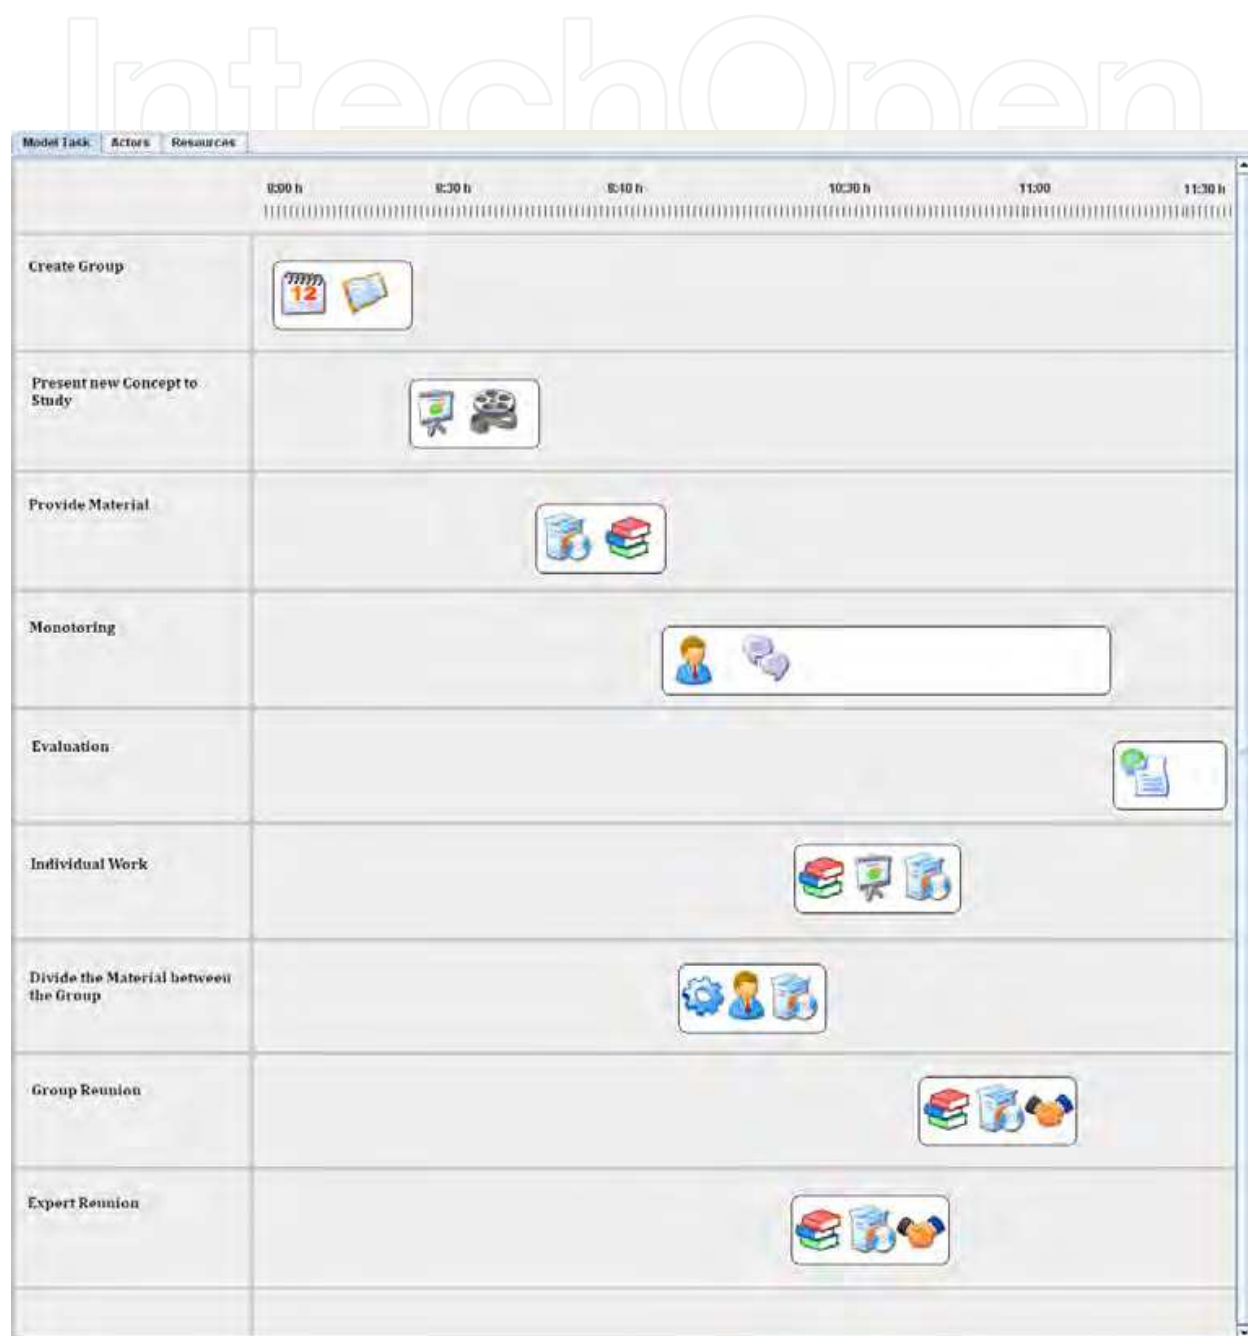 IntechOpen
Model Task Actors Resources
8:00 h 8:30 h 8:40 h 10:30 h 11:00 11:30 h
Create Group
12
Present new Concept to
Study
Provide Material
Monotoring
Evaluation
Individual Work
Divide the Material between
the Group
Group Reunion
Expert Reunion